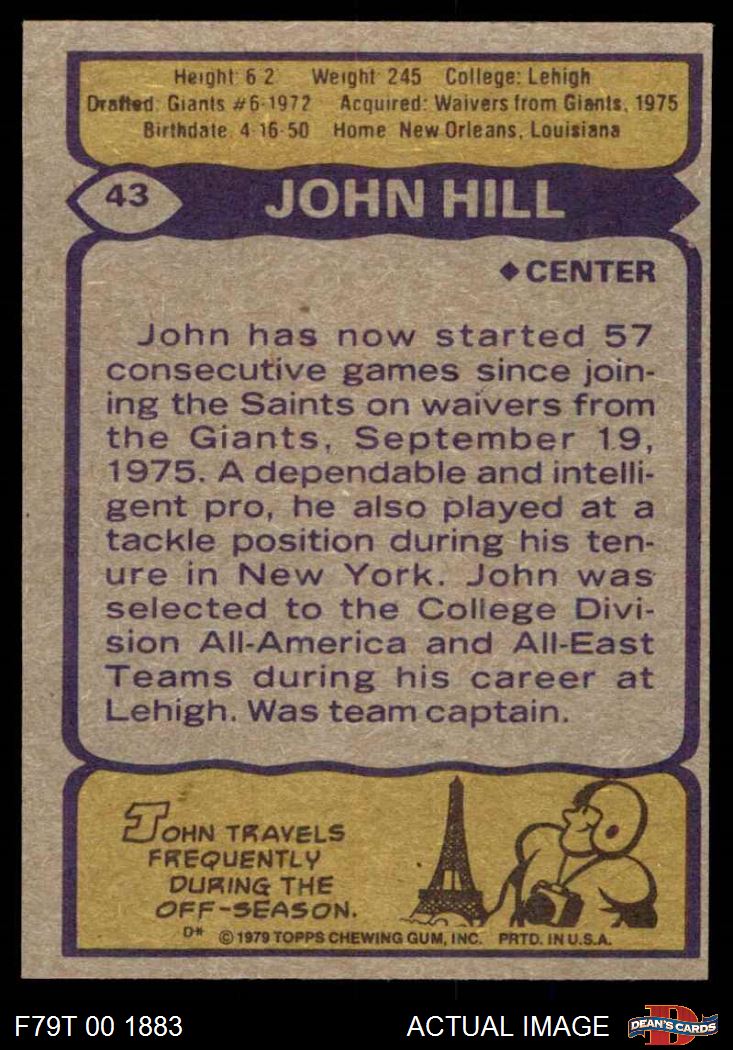 Height 6 2 Weight 245 College: Lehigh
Drafted: Giants #6-1972 Acquired: Waivers from Giants, 1975
Birthdate 4-16-50 Home New Orleans, Louisiana
43 JOHN HILL
◆CENTER
John has now started 57
consecutive games since join-
ing the Saints on waivers from
the Giants, September 19,
1975. A dependable and intelli-
gent pro, he also played at a
tackle position during his ten-
ure in New York. John was
selected to the College Divi-
sion All-America and All-East
Teams during his career at
Lehigh. Was team captain.
JOHN TRAVELS
FREQUENTLY
DURING THE
OFF-SEASON.
D* © 1979 TOPPS CHEWING GUM, INC. PRTD. IN U.S.A.
F79T 00 1883 ACTUAL IMAGE D DEAN'S CARDS